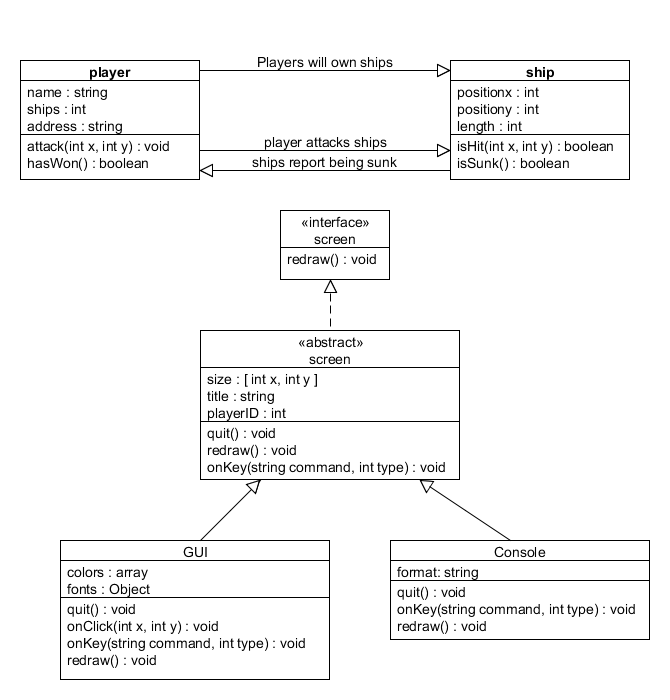 Players will own ships
player
name : string
ships : int
address : string
attack(int x, int y) : void
hasWon() : boolean
player attacks ships
ships report being sunk
ship
positionx : int
positiony : int
length : int
isHit(int x, int y) : boolean
isSunk() : boolean
«interface»
screen
redraw() : void
«abstract»
screen
size : [ int x, int y ]
title : string
playerID : int
quit() : void
redraw() : void
onKey(string command, int type) : void
GUI
colors : array
fonts : Object
quit() : void
onClick(int x, int y) : void
onKey(string command, int type) : void
redraw() : void
Console
format: string
quit() : void
onKey(string command, int type) : void
redraw() : void